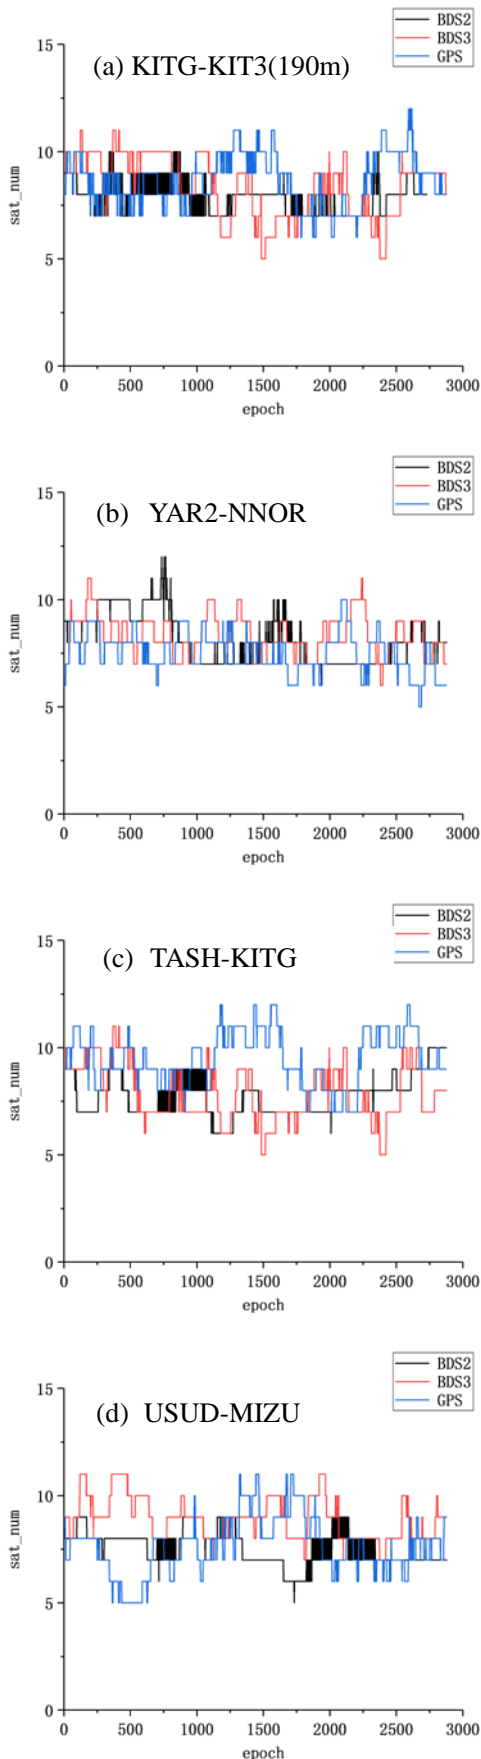 BDS2
BDS3
GPS
(a) KITG-KIT3(190m)
15
10
5
0
sat_num
0 500 1000 1500 2000 2500 3000
epoch
BDS2
BDS3
GPS
(b) YAR2-NNOR
15
10
5
0
sat_num
0 500 1000 1500 2000 2500 3000
epoch
BDS2
BDS3
GPS
(c) TASH-KITG
15
10
5
0
sat_num
0 500 1000 1500 2000 2500 3000
epoch
BDS2
BDS3
GPS
(d) USUD-MIZU
15
10
5
0
sat_num
0 500 1000 1500 2000 2500 3000
epoch